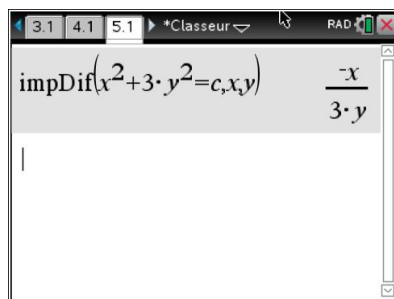 3.1 4.1 5.1 *Classeur RAD
impDif(x²+3·y²=c,x,y) -x/3·y